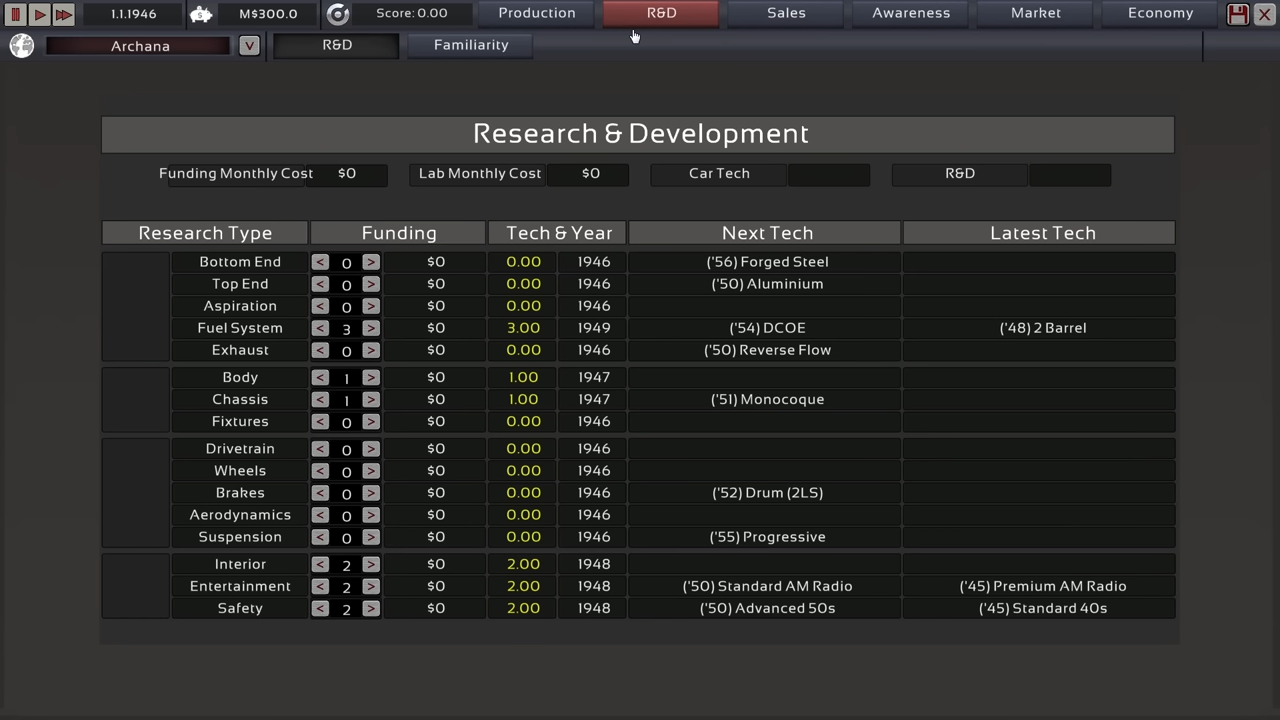 1.1.1946 M$300.0 Score: 0.00 Production R&D Sales Awareness Market Economy
Archana V R&D Familiarity
Research & Development
Funding Monthly Cost $0 Lab Monthly Cost $0 Car Tech R&D
Research Type Funding Tech & Year Next Tech Latest Tech
Bottom End < 0 > $0 0.00 1946 ('56) Forged Steel
Top End < 0 > $0 0.00 1946 ('50) Aluminium
Aspiration < 0 > $0 0.00 1946
Fuel System < 3 > $0 3.00 1949 ('54) DCOE ('48) 2 Barrel
Exhaust < 0 > $0 0.00 1946 ('50) Reverse Flow
Body < 1 > $0 1.00 1947
Chassis < 1 > $0 1.00 1947 ('51) Monocoque
Fixtures < 0 > $0 0.00 1946
Drivetrain < 0 > $0 0.00 1946
Wheels < 0 > $0 0.00 1946
Brakes < 0 > $0 0.00 1946 ('52) Drum (2LS)
Aerodynamics < 0 > $0 0.00 1946
Suspension < 0 > $0 0.00 1946 ('55) Progressive
Interior < 2 > $0 2.00 1948
Entertainment < 2 > $0 2.00 1948 ('50) Standard AM Radio ('45) Premium AM Radio
Safety < 2 > $0 2.00 1948 ('50) Advanced 50s ('45) Standard 40s